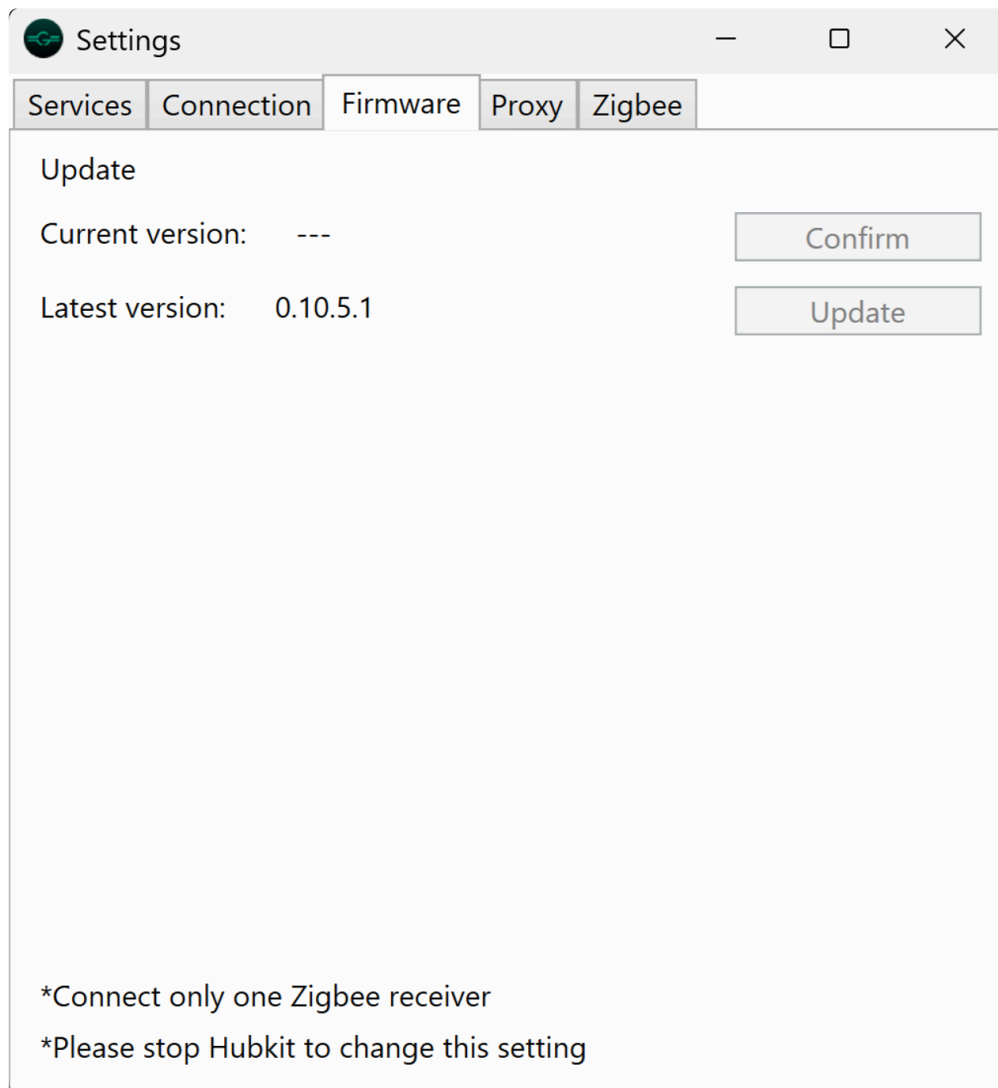 Settings
Services Connection Firmware Proxy Zigbee
Update
Current version: --- Confirm
Latest version: 0.10.5.1 Update
*Connect only one Zigbee receiver
*Please stop Hubkit to change this setting